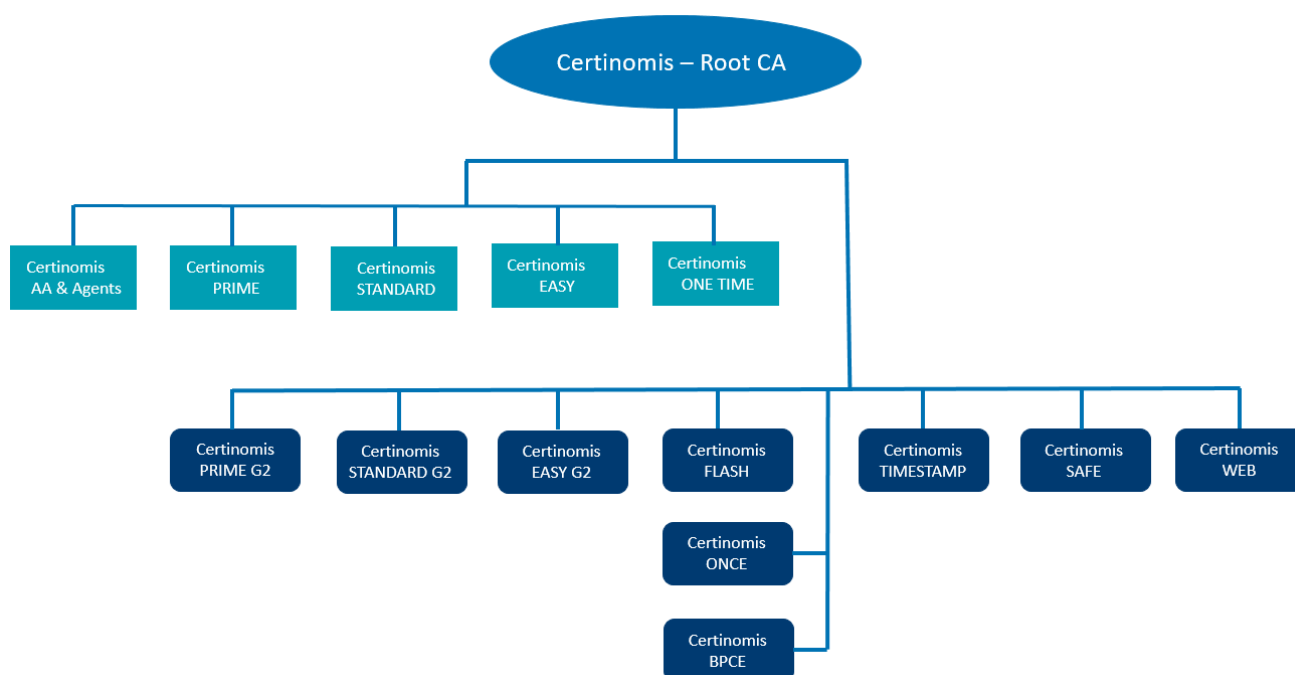 Certinomis – Root CA
Certinomis
AA & Agents
Certinomis
PRIME
Certinomis
STANDARD
Certinomis
EASY
Certinomis
ONE TIME
Certinomis
PRIME G2
Certinomis
STANDARD G2
Certinomis
EASY G2
Certinomis
FLASH
Certinomis
TIMESTAMP
Certinomis
SAFE
Certinomis
WEB
Certinomis
ONCE
Certinomis
BPCE